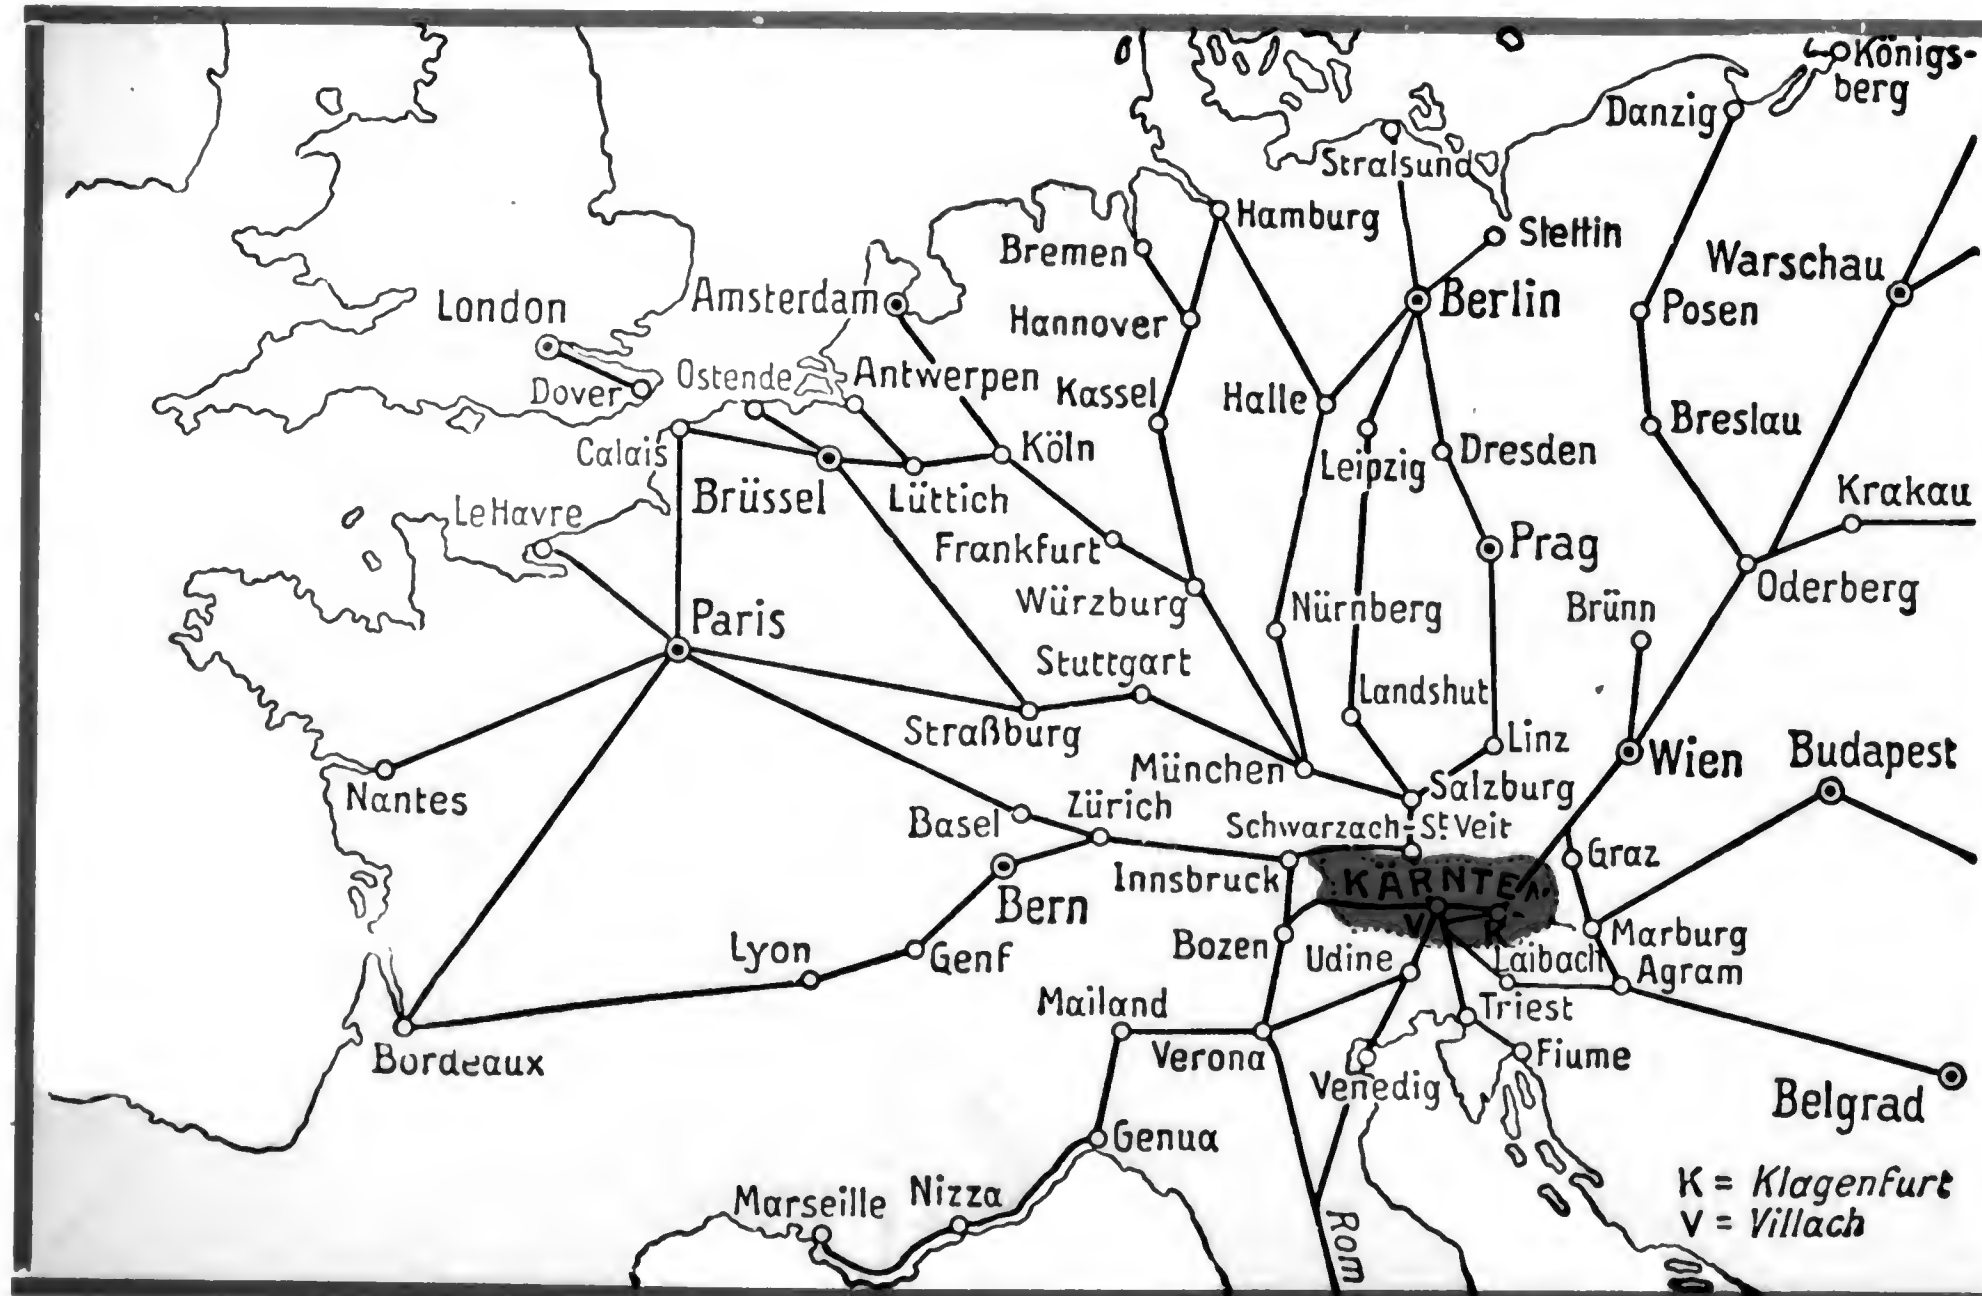 Königs-
berg
Danzig
Stralsund
Hamburg
Stettin
Bremen
Warschau
Amsterdam
Berlin
London
Hannover
Posen
Ostende
Antwerpen
Dover
Kassel
Halle
Breslau
Calais
Köln
Leipzig
Dresden
Brüssel
Lüttich
Krakau
Le Havre
Frankfurt
Prag
Würzburg
Nürnberg
Brünn
Oderberg
Paris
Stuttgart
Landshut
Straßburg
Linz
Wien
Budapest
München
Salzburg
Nantes
Zürich
Basel
Schwarzach-St Veit
Graz
Innsbruck
KÄRNTEN
Bern
V
K
Marburg
Bozen
Lyon
Genf
Udine
Laibach
Agram
Mailand
Triest
Bordeaux
Verona
Fiume
Venedig
Belgrad
Genua
Marseille
Nizza
Rom
K = Klagenfurt
V = Villach